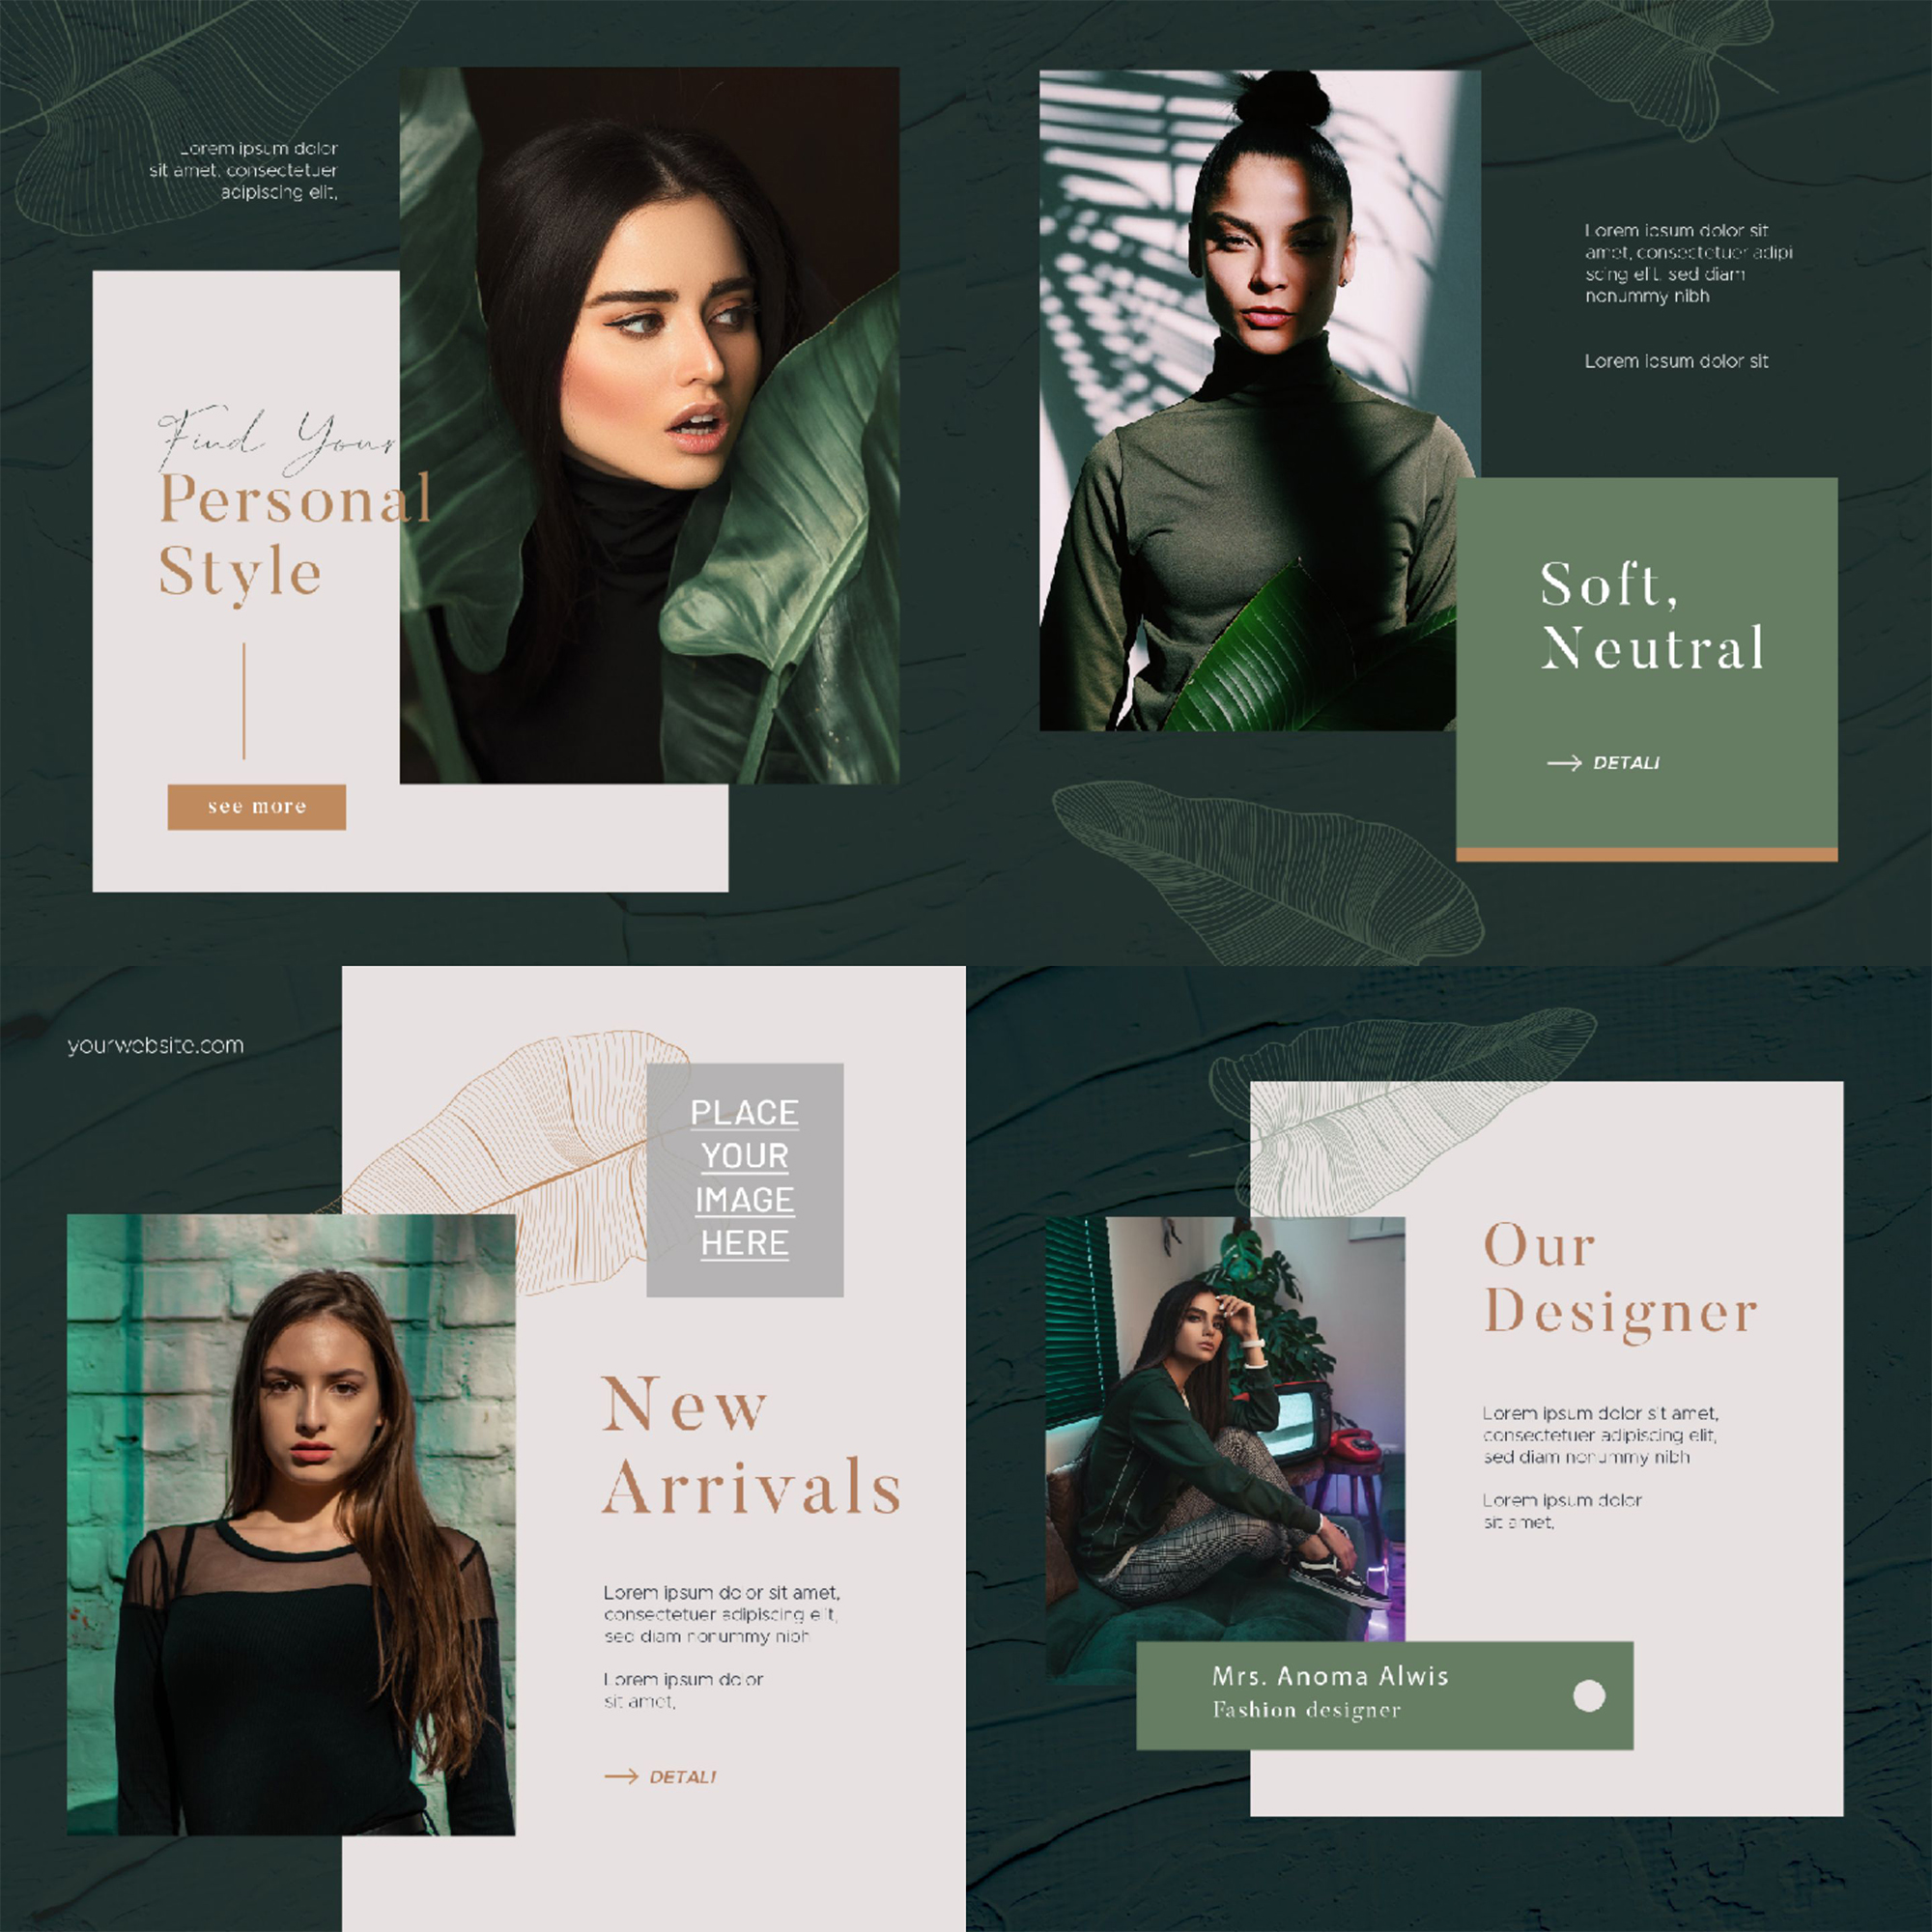 Lorem ipsum dolor
sit amet, consectetuer
adipiscing elit,
Find Your
Personal
Style
see more
Lorem ipsum dolor sit
amet, consectetuer adipi
scing elit, sed diam
nonummy nibh
Lorem ipsum dolor sit
Soft,
Neutral
DETALI
yourwebsite.com
PLACE
YOUR
IMAGE
HERE
New
Arrivals
Lorem ipsum dolor sit amet,
consectetuer adipiscing elit,
sed diam nonummy nibh
Lorem ipsum dolor
sit amet,
DETALI
Our
Designer
Lorem ipsum dolor sit amet,
consectetuer adipiscing elit,
sed diam nonummy nibh
Lorem ipsum dolor
sit amet,
Mrs. Anoma Alwis
Fashion designer